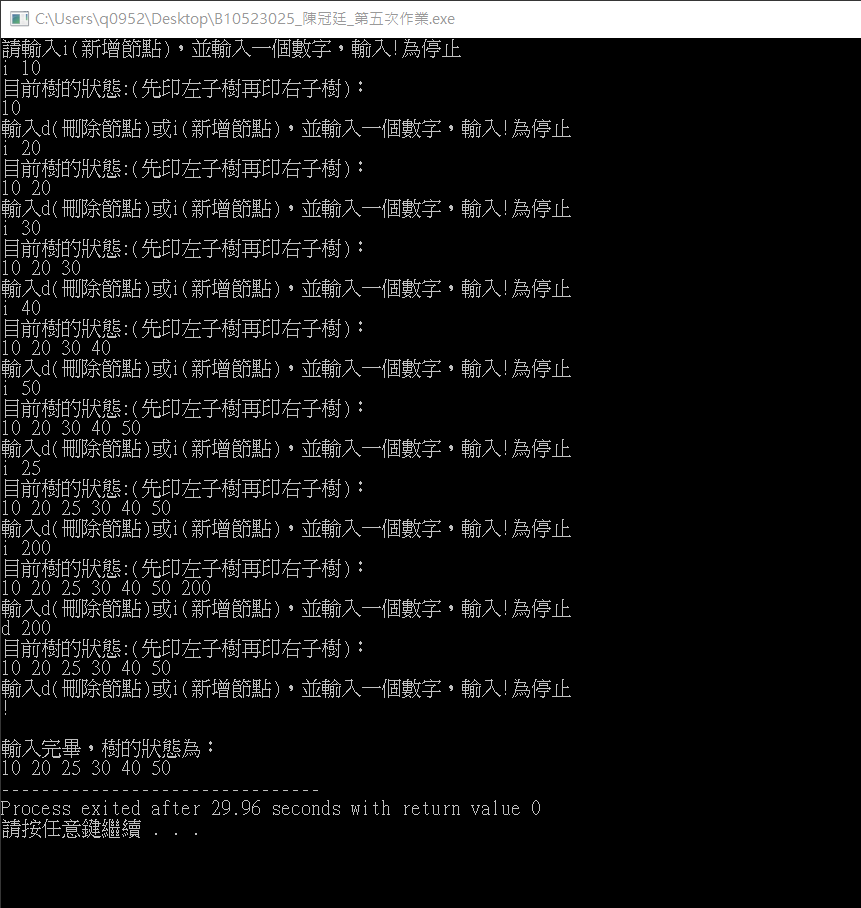 C:\Users\q0952\Desktop\B10523025_陳冠廷_第五次作業.exe
請輸入i(新增節點)，並輸入一個數字，輸入!為停止
i 10
目前樹的狀態:(先印左子樹再印右子樹)：
10
輸入d(刪除節點)或i(新增節點)，並輸入一個數字，輸入!為停止
i 20
目前樹的狀態:(先印左子樹再印右子樹)：
10 20
輸入d(刪除節點)或i(新增節點)，並輸入一個數字，輸入!為停止
i 30
目前樹的狀態:(先印左子樹再印右子樹)：
10 20 30
輸入d(刪除節點)或i(新增節點)，並輸入一個數字，輸入!為停止
i 40
目前樹的狀態:(先印左子樹再印右子樹)：
10 20 30 40
輸入d(刪除節點)或i(新增節點)，並輸入一個數字，輸入!為停止
i 50
目前樹的狀態:(先印左子樹再印右子樹)：
10 20 30 40 50
輸入d(刪除節點)或i(新增節點)，並輸入一個數字，輸入!為停止
i 25
目前樹的狀態:(先印左子樹再印右子樹)：
10 20 25 30 40 50
輸入d(刪除節點)或i(新增節點)，並輸入一個數字，輸入!為停止
i 200
目前樹的狀態:(先印左子樹再印右子樹)：
10 20 25 30 40 50 200
輸入d(刪除節點)或i(新增節點)，並輸入一個數字，輸入!為停止
d 200
目前樹的狀態:(先印左子樹再印右子樹)：
10 20 25 30 40 50
輸入d(刪除節點)或i(新增節點)，並輸入一個數字，輸入!為停止
!
輸入完畢，樹的狀態為：
10 20 25 30 40 50
--------------------------------
Process exited after 29.96 seconds with return value 0
請按任意鍵繼續 . . .